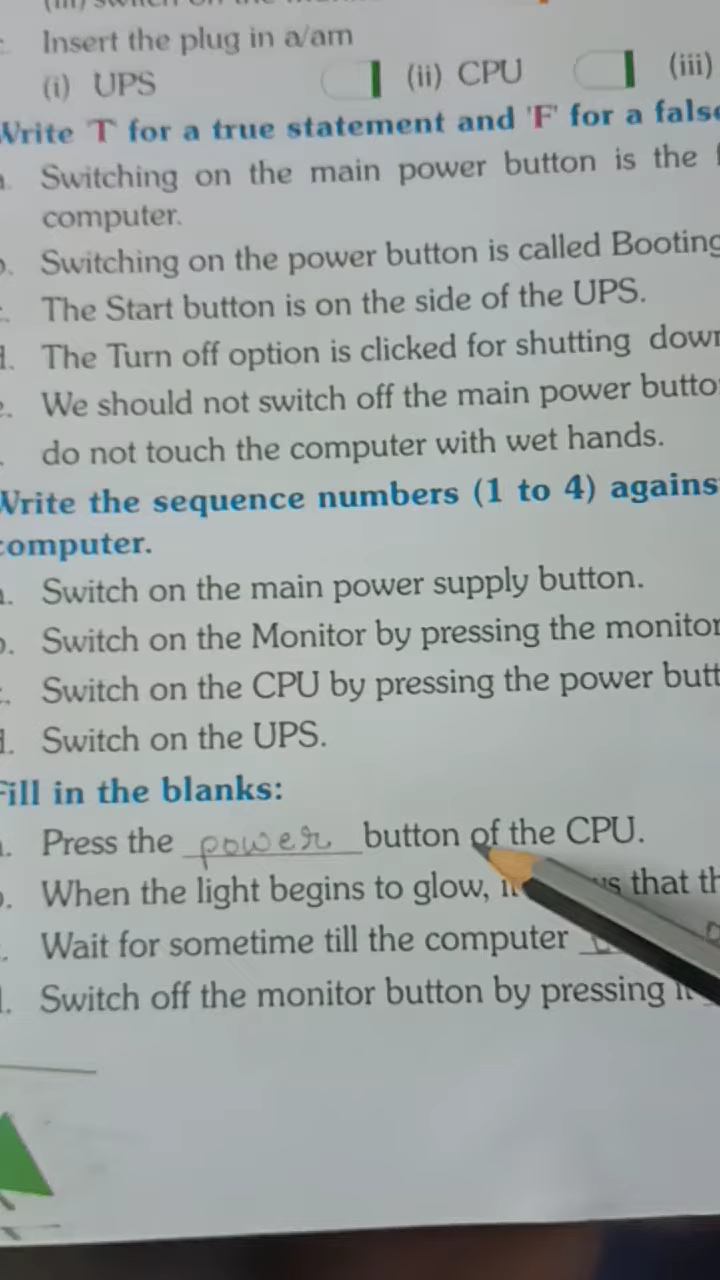 Insert the plug in a/am
(i) UPS (ii) CPU (iii)
Write 'T' for a true statement and 'F' for a false
Switching on the main power button is the
computer.
Switching on the power button is called Booting
The Start button is on the side of the UPS.
d. The Turn off option is clicked for shutting down
e. We should not switch off the main power button
do not touch the computer with wet hands.
Write the sequence numbers (1 to 4) against
computer.
Switch on the main power supply button.
Switch on the Monitor by pressing the monitor
Switch on the CPU by pressing the power butt
d. Switch on the UPS.
Fill in the blanks:
Press the power button of the CPU.
When the light begins to glow, that th
Wait for sometime till the computer
Switch off the monitor button by pressing it